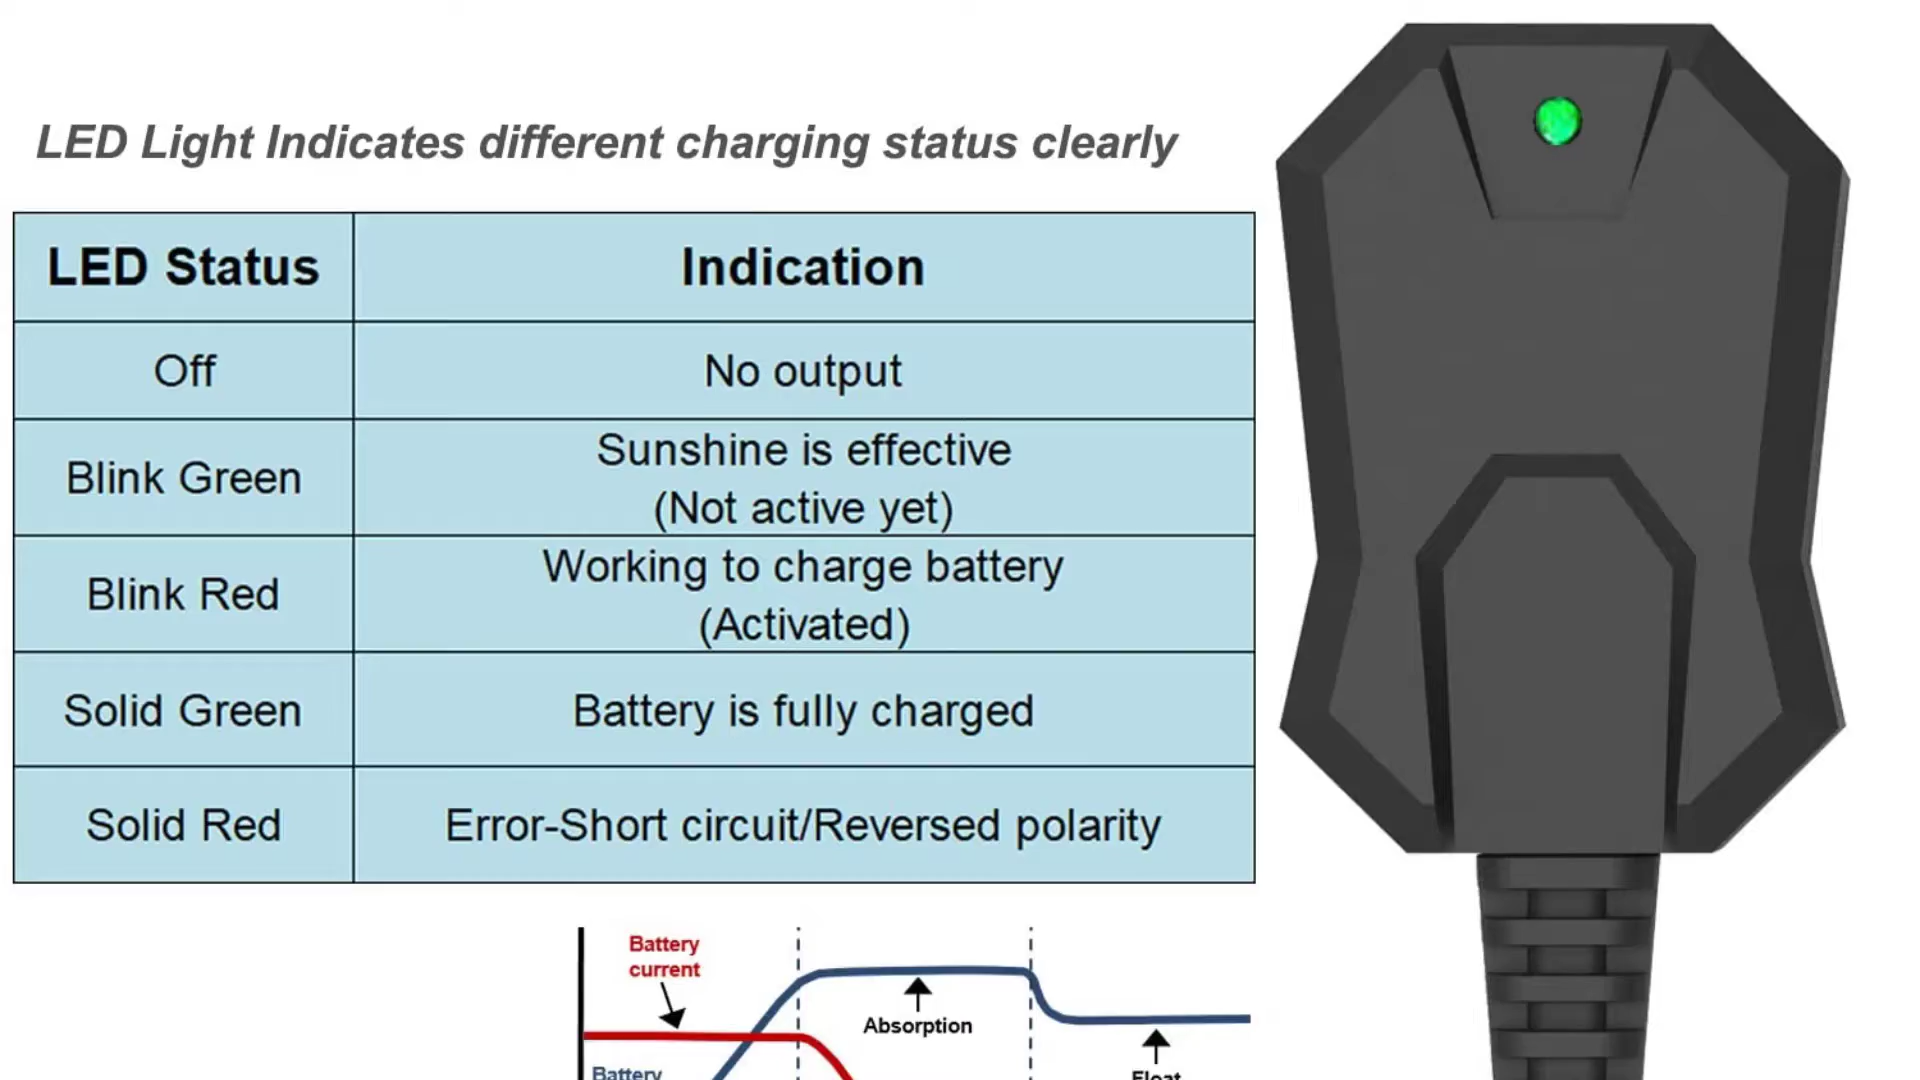 LED Light Indicates different charging status clearly
LED Status
Indication
Off
No output
Blink Green
Sunshine is effective
(Not active yet)
Blink Red
Working to charge battery
(Activated)
Solid Green
Battery is fully charged
Solid Red
Error-Short circuit/Reversed polarity
Battery
current
Absorption
Battery
Float